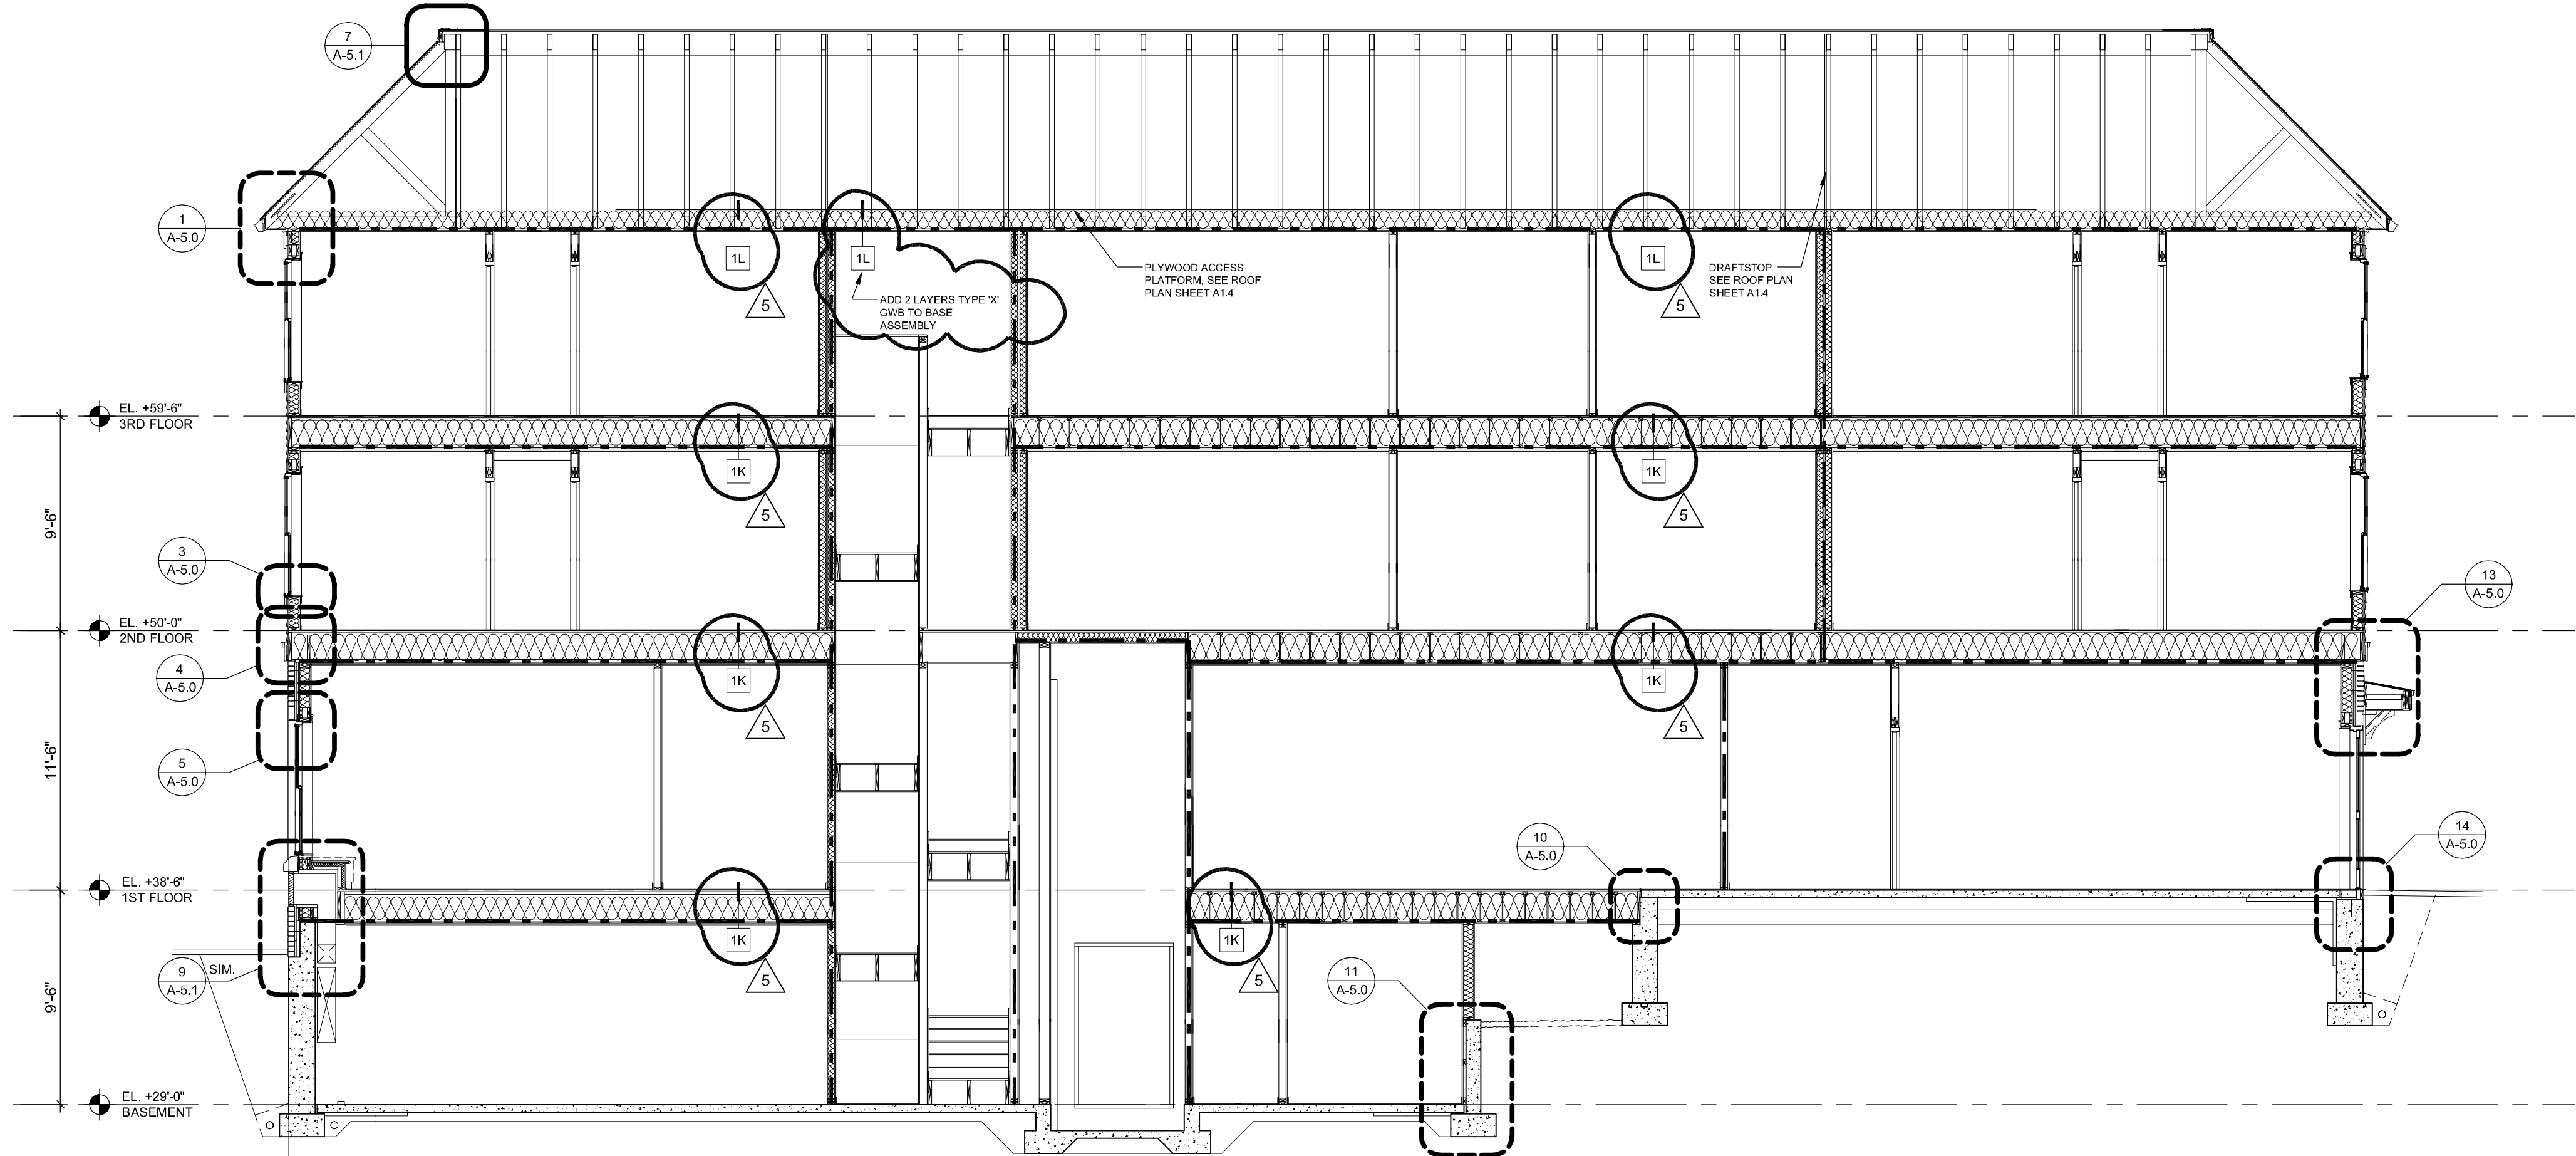 7
A-5.1
1
A-5.0
1L
5
1L
ADD 2 LAYERS TYPE 'X'
GWB TO BASE
ASSEMBLY
PLYWOOD ACCESS
PLATFORM, SEE ROOF
PLAN SHEET A1.4
1L
5
DRAFTSTOP
SEE ROOF PLAN
SHEET A1.4
EL. +59'-6"
3RD FLOOR
1K
5
1K
5
9'-6"
3
A-5.0
13
A-5.0
EL. +50'-0"
2ND FLOOR
4
A-5.0
1K
5
1K
5
11'-6"
5
A-5.0
10
A-5.0
14
A-5.0
EL. +38'-6"
1ST FLOOR
1K
5
1K
5
9
A-5.1
SIM.
11
A-5.0
9'-6"
EL. +29'-0"
BASEMENT